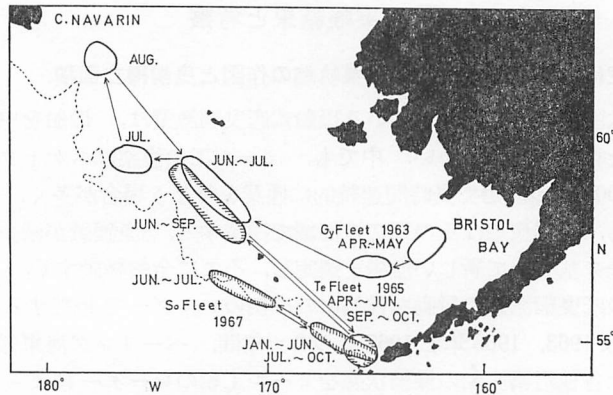 C. NAVARIN
AUG.
JUL.
JUN.~JUL.
60°
JUN.~SEP.
GyFleet 1963
APR.~MAY
BRISTOL
BAY
N
JUN.~JUL.
TeFleet 1965
APR.~JUN.
SEP.~OCT.
SoFleet
1967
JAN.~JUN.
JUL.~OCT.
55°
180°
W
170°
160°